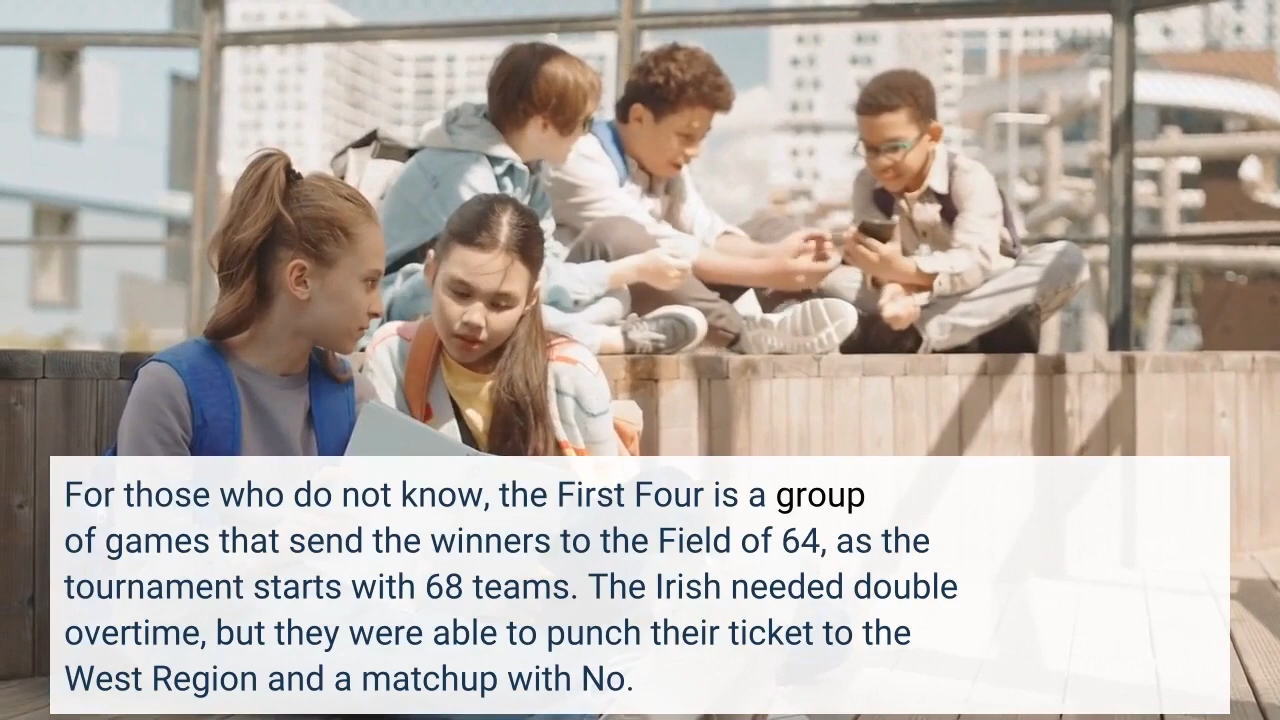 For those who do not know, the First Four is a group
of games that send the winners to the Field of 64, as the
tournament starts with 68 teams. The Irish needed double
overtime, but they were able to punch their ticket to the
West Region and a matchup with No.